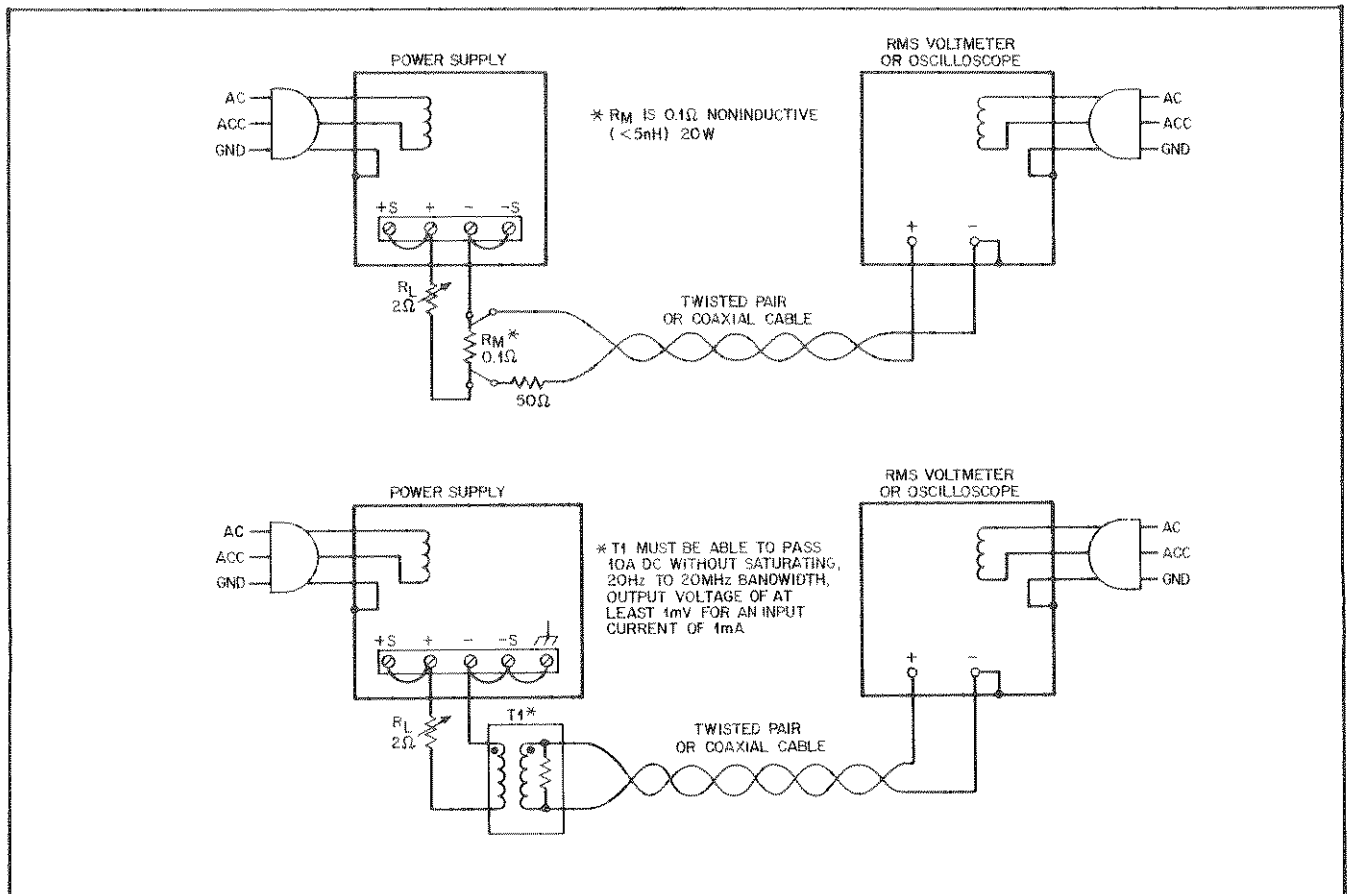 POWER SUPPLY
RMS VOLTMETER
OR OSCILLOSCOPE
AC
ACC
GND
* RM IS 0.1Ω NONINDUCTIVE
(<5nH) 20W
AC
ACC
GND
+S + - -S
+ -
RL
2Ω
RM*
0.1Ω
50Ω
TWISTED PAIR
OR COAXIAL CABLE
POWER SUPPLY
RMS VOLTMETER
OR OSCILLOSCOPE
AC
ACC
GND
* T1 MUST BE ABLE TO PASS
10A DC WITHOUT SATURATING,
20Hz TO 20MHz BANDWIDTH,
OUTPUT VOLTAGE OF AT
LEAST 1mV FOR AN INPUT
CURRENT OF 1mA
AC
ACC
GND
+S + - -S
+ -
RL
2Ω
T1*
TWISTED PAIR
OR COAXIAL CABLE